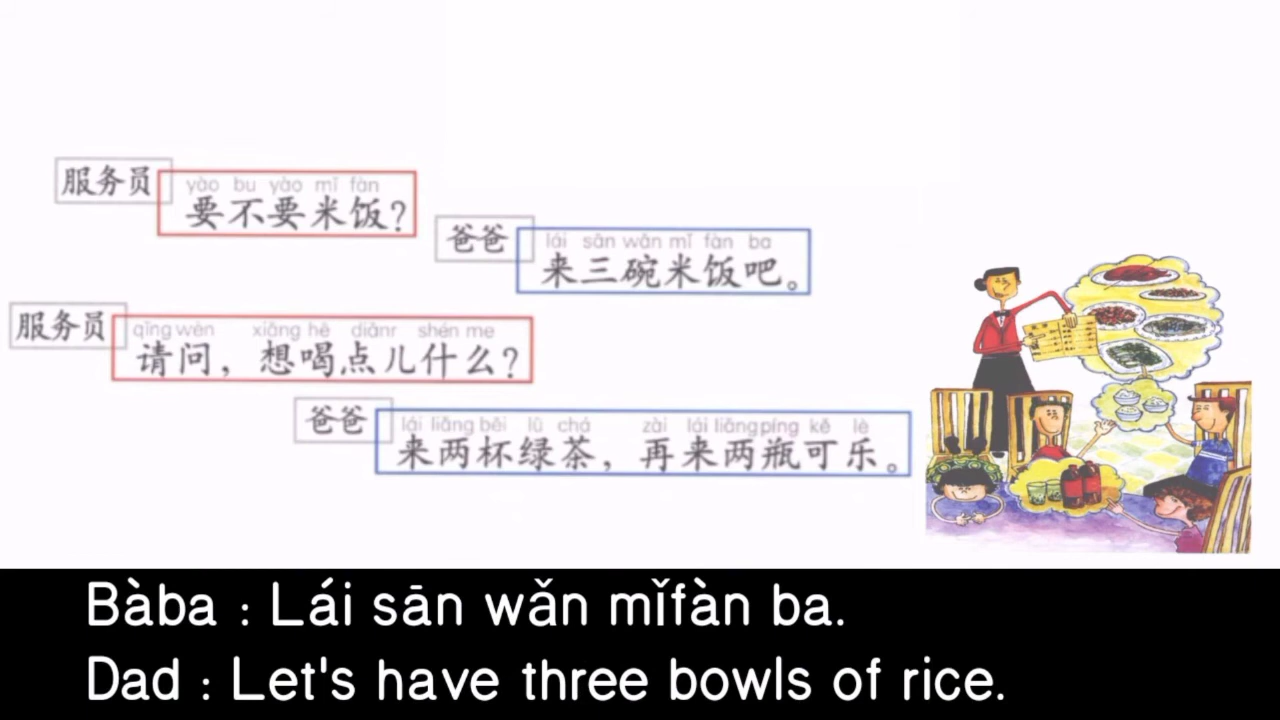 服务员
yào bu yào mǐ fàn
要不要米饭?
爸爸
lái sān wǎn mǐ fàn ba
来三碗米饭吧。
服务员
qǐng wèn xiǎng hē diǎnr shén me
请问，想喝点儿什么?
爸爸
lái liǎng bēi lǜ chá zài lái liǎng píng kě lè
来两杯绿茶，再来两瓶可乐。
Bàba : Lái sān wǎn mǐfàn ba.
Dad : Let's have three bowls of rice.